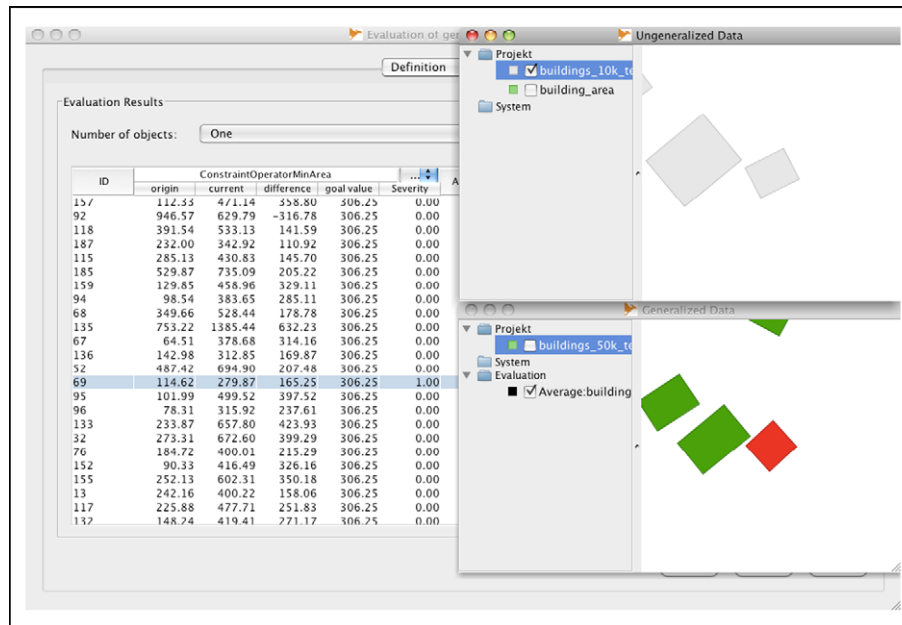 Evaluation of ge
Ungeneralized Data
Projekt
buildings_10k_te
building_area
System
Definition
Evaluation Results
Number of objects: One
ID ConstraintOperatorMinArea ... A
origin current difference goal value Severity
157 112.33 471.14 358.80 306.25 0.00
92 946.57 629.79 -316.78 306.25 0.00
118 391.54 533.13 141.59 306.25 0.00
187 232.00 342.92 110.92 306.25 0.00
115 285.13 430.83 145.70 306.25 0.00
185 529.87 735.09 205.22 306.25 0.00
159 129.85 458.96 329.11 306.25 0.00
94 98.54 383.65 285.11 306.25 0.00
68 349.66 528.44 178.78 306.25 0.00
135 753.22 1385.44 632.23 306.25 0.00
67 64.51 378.68 314.16 306.25 0.00
136 142.98 312.85 169.87 306.25 0.00
52 487.42 694.90 207.48 306.25 0.00
69 114.62 279.87 165.25 306.25 1.00
95 101.99 499.52 397.52 306.25 0.00
96 78.31 315.92 237.61 306.25 0.00
133 233.87 657.80 423.93 306.25 0.00
32 273.31 672.60 399.29 306.25 0.00
76 184.72 400.01 215.29 306.25 0.00
152 90.33 416.49 326.16 306.25 0.00
155 252.13 602.31 350.18 306.25 0.00
13 242.16 400.22 158.06 306.25 0.00
117 225.88 477.71 251.83 306.25 0.00
132 148.24 419.41 271.17 306.25 0.00
Generalized Data
Projekt
buildings_50k_te
System
Evaluation
Average:building